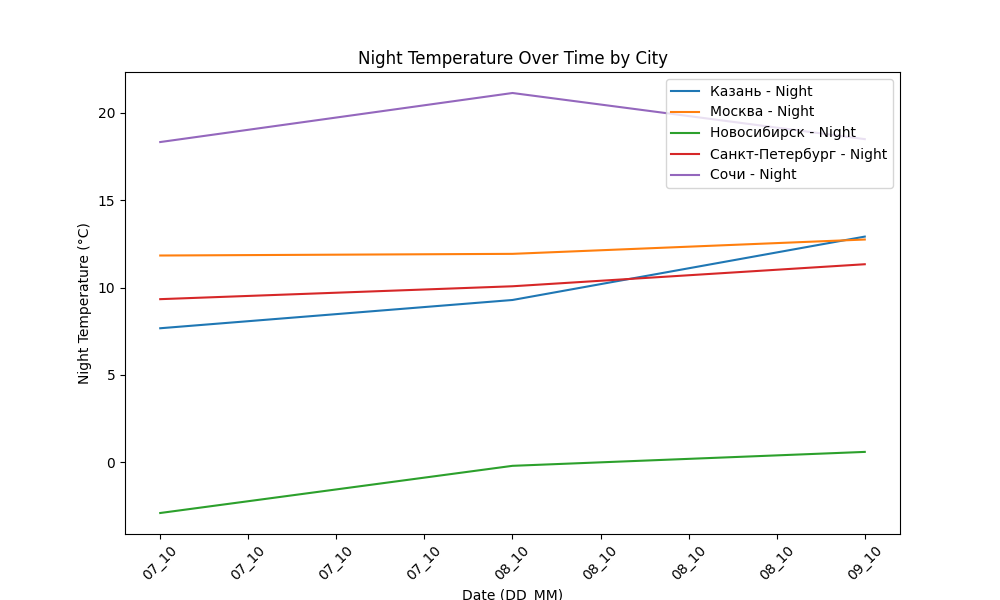 Night Temperature Over Time by City
Казань - Night
Москва - Night
Новосибирск - Night
Санкт-Петербург - Night
Сочи - Night
Night Temperature (°C)
20
15
10
5
0
07_10 07_10 07_10 07_10 08_10 08_10 08_10 08_10 09_10
Date (DD_MM)